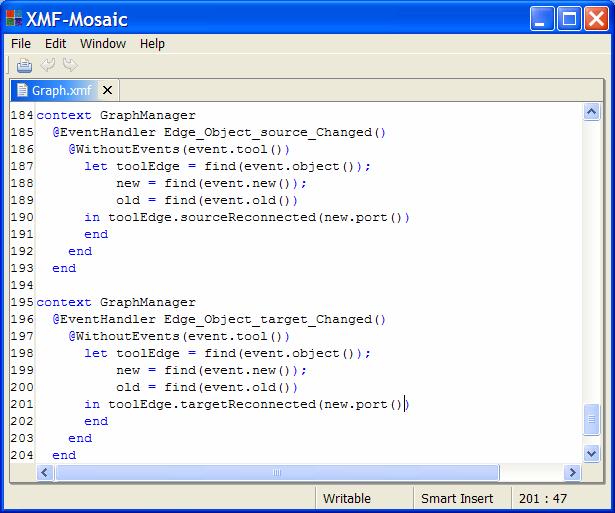 XMF-Mosaic
File Edit Window Help
Graph.xmf
184 context GraphManager
185   @EventHandler Edge_Object_source_Changed()
186     @WithoutEvents(event.tool())
187       let toolEdge = find(event.object());
188           new = find(event.new());
189           old = find(event.old())
190       in toolEdge.sourceReconnected(new.port())
191       end
192     end
193   end
194
195 context GraphManager
196   @EventHandler Edge_Object_target_Changed()
197     @WithoutEvents(event.tool())
198       let toolEdge = find(event.object());
199           new = find(event.new());
200           old = find(event.old())
201       in toolEdge.targetReconnected(new.port())
202       end
203     end
204   end
Writable Smart Insert 201 : 47